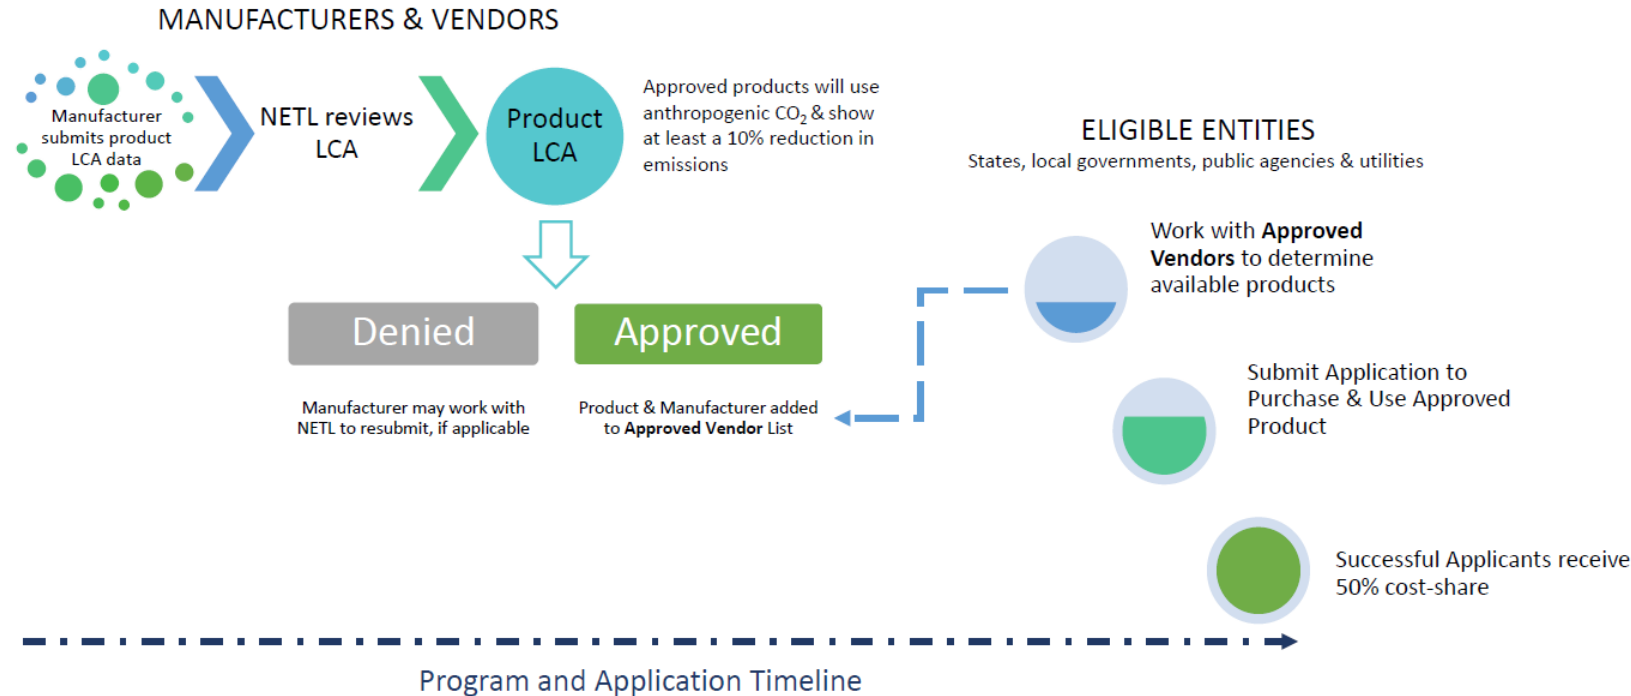 MANUFACTURERS & VENDORS
Manufacturer
submits product
LCA data
NETL reviews
LCA
Product
LCA
Approved products will use
anthropogenic CO₂ & show
at least a 10% reduction in
emissions
Denied
Approved
Manufacturer may work with
NETL to resubmit, if applicable
Product & Manufacturer added
to Approved Vendor List
ELIGIBLE ENTITIES
States, local governments, public agencies & utilities
Work with Approved
Vendors to determine
available products
Submit Application to
Purchase & Use Approved
Product
Successful Applicants receive
50% cost-share
Program and Application Timeline